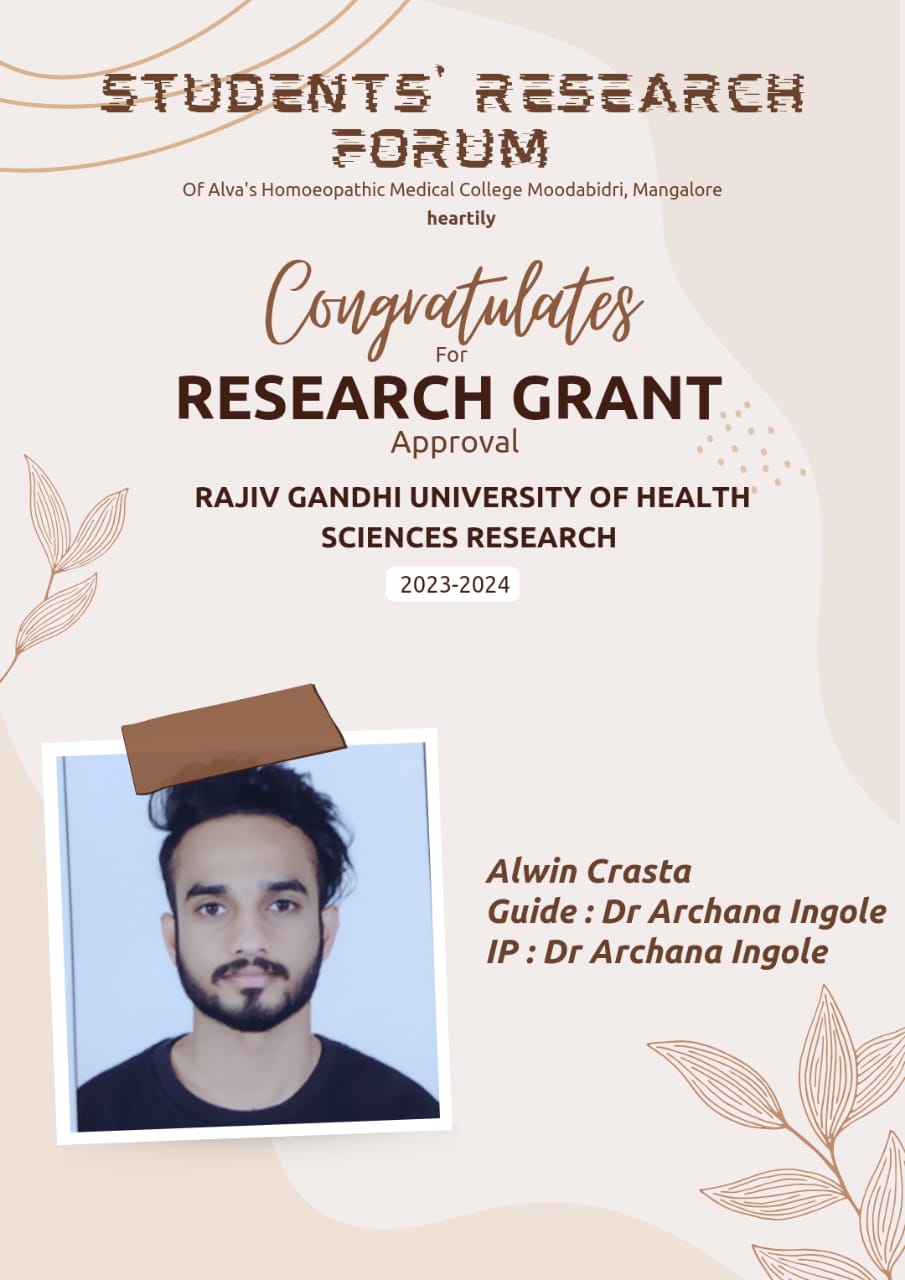 STUDENTS' RESEARCH
FORUM
Of Alva's Homoeopathic Medical College Moodabidri, Mangalore
heartily
Congratulates
For
RESEARCH GRANT
Approval
RAJIV GANDHI UNIVERSITY OF HEALTH
SCIENCES RESEARCH
2023-2024
Alwin Crasta
Guide : Dr Archana Ingole
IP : Dr Archana Ingole